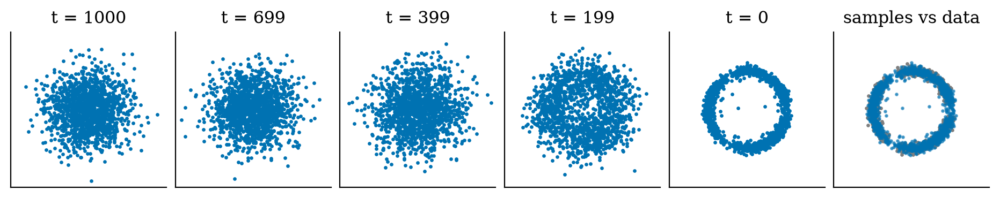 t = 1000
t = 699
t = 399
t = 199
t = 0
samples vs data